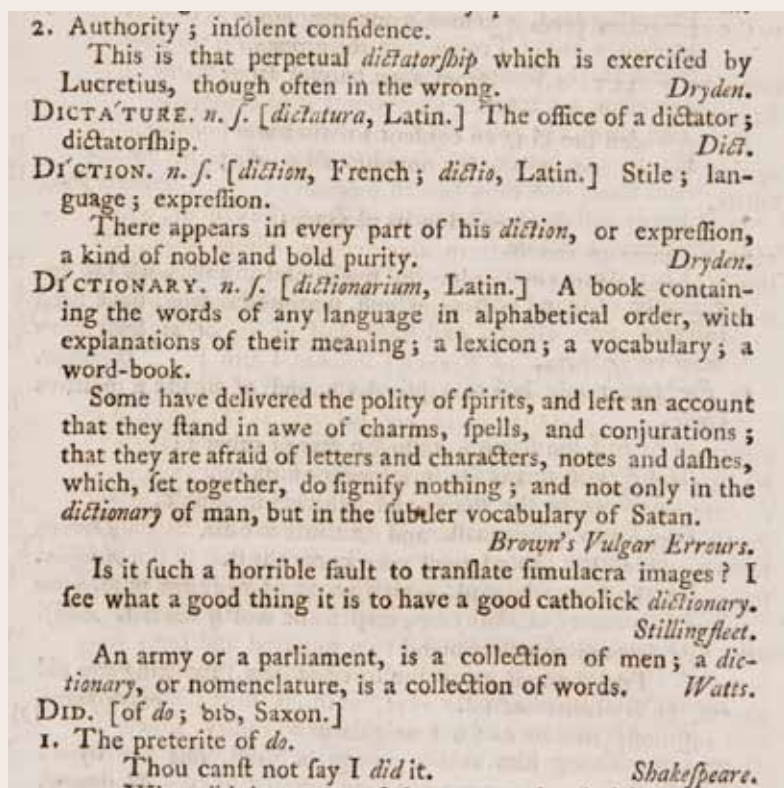 2. Authority ; inſolent confidence.
This is that perpetual dictatorſhip which is exerciſed by
Lucretius, though often in the wrong. Dryden.
DICTA'TURE. n. ſ. [dictatura, Latin.] The office of a dictator ;
dictatorſhip. Dict.
DI'CTION. n. ſ. [diction, French ; dictio, Latin.] Stile ; lan-
guage ; expreſſion.
There appears in every part of his diction, or expreſſion,
a kind of noble and bold purity. Dryden.
DI'CTIONARY. n. ſ. [dictionarium, Latin.] A book contain-
ing the words of any language in alphabetical order, with
explanations of their meaning ; a lexicon ; a vocabulary ; a
word-book.
Some have delivered the polity of ſpirits, and left an account
that they ſtand in awe of charms, ſpells, and conjurations ;
that they are afraid of letters and characters, notes and daſhes,
which, ſet together, do ſignify nothing ; and not only in the
dictionary of man, but in the ſubtler vocabulary of Satan.
Brown's Vulgar Errours.
Is it ſuch a horrible fault to tranſlate ſimulacra images ? I
ſee what a good thing it is to have a good catholick dictionary.
Stillingfleet.
An army or a parliament, is a collection of men ; a dic-
tionary, or nomenclature, is a collection of words. Watts.
DID. [of do ; ꝺıꝺ, Saxon.]
1. The preterite of do.
Thou canſt not ſay I did it. Shakeſpeare.